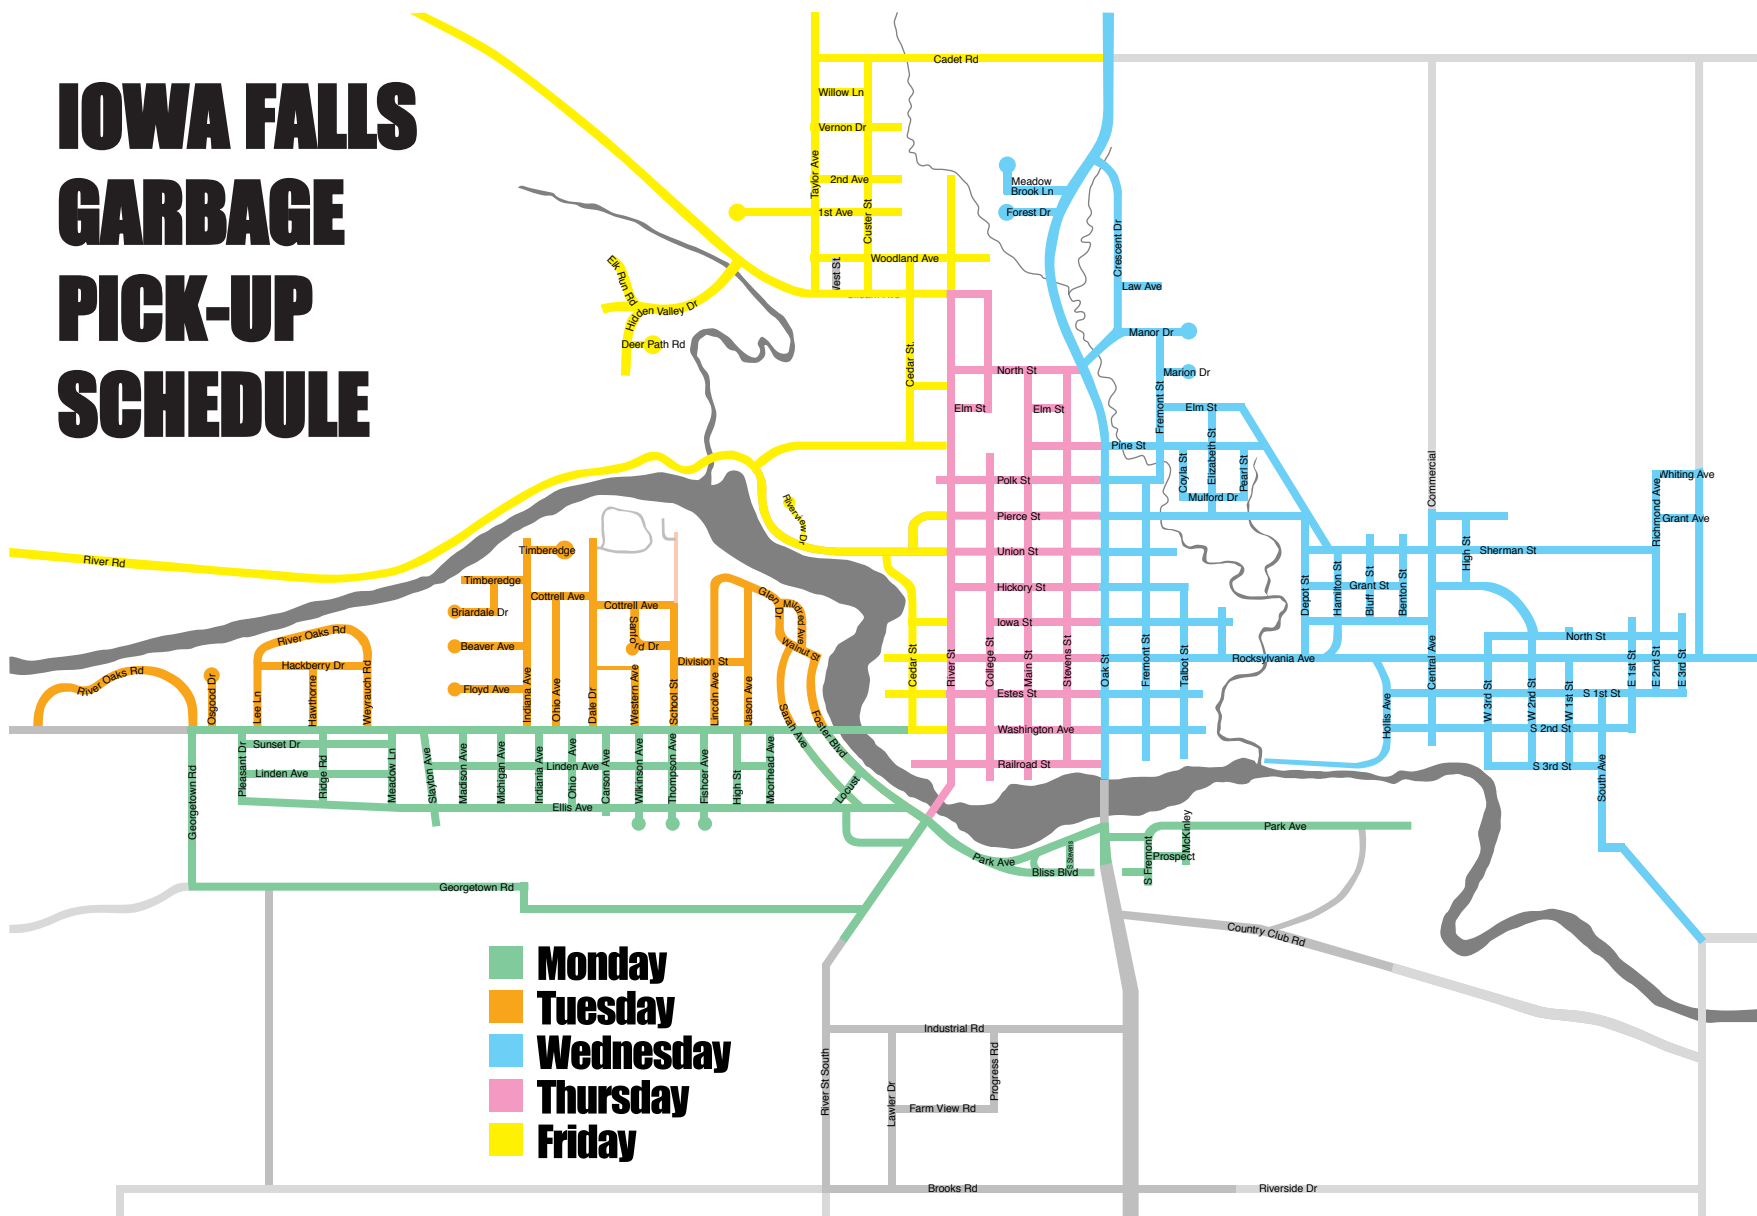 IOWA FALLS
GARBAGE
PICK-UP
SCHEDULE
Cadet Rd
Willow Ln
Vernon Dr
Taylor Ave
2nd Ave
1st Ave
Custer St
Woodland Ave
West St.
Elk Run Rd
Hidden Valley Dr
Deer Path Rd
Cedar St.
Meadow
Brook Ln
Forest Dr
Crescent Dr
Law Ave
Manor Dr
Marion Dr
Fremont St
North St
Elm St
Elm St
Elm St
Pine St
Coyla St
Elizabeth St
Pearl St
Mulford Dr
Polk St
Pierce St
Union St
Hickory St
Iowa St
Estes St
Washington Ave
Railroad St
Cedar St
River St
College St
Main St
Stevens St
Oak St
Fremont St
Talbot St
Rocksylvania Ave
Commercial
Whiting Ave
Richmond Ave
Grant Ave
Sherman St
High St
Depot St
Hamilton St
Bluff St
Grant St
Benton St
Central Ave
North St
E 1st St
E 2nd St
E 3rd St
Hollis Ave
W 3rd St
W 2nd St
W 1st St
S 1st St
S 2nd St
S 3rd St
South Ave
River Rd
Riverview Dr
Timberedge
Timberedge
Briardale Dr
Cottrell Ave
Cottrell Ave
Beaver Ave
Floyd Ave
Santo
rd Dr
Division St
Glen Dr
Mildred Ave
Walnut St
River Oaks Rd
River Oaks Rd
Hackberry Dr
Osgood Dr
Lee Ln
Hawthorne
Weyrauch Rd
Indiana Ave
Ohio Ave
Dale Dr
Western Ave
School St
Lincoln Ave
Jason Ave
Sarah Ave
Foster Blvd
Georgetown Rd
Pleasant Dr
Sunset Dr
Linden Ave
Ridge Rd
Meadow Ln
Slayton Ave
Madison Ave
Michigan Ave
Indiania Ave
Linden Ave
Ohio Ave
Carson Ave
Wilkinson Ave
Thompson Ave
Fishcer Ave
High St
Moorhead Ave
Locust
Ellis Ave
Georgetown Rd
Park Ave
Bliss Blvd
S Stevens
S Fremont
Prospect
McKinley
Park Ave
Country Club Rd
Monday
Tuesday
Wednesday
Thursday
Friday
Industrial Rd
River St South
Lawler Dr
Progress Rd
Farm View Rd
Brooks Rd
Riverside Dr